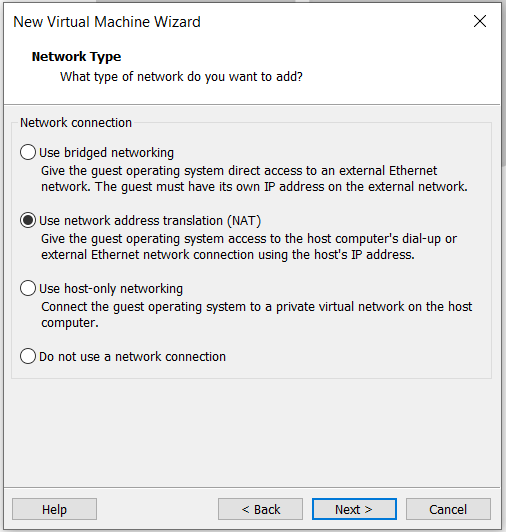 New Virtual Machine Wizard
Network Type
What type of network do you want to add?
Network connection
Use bridged networking
Give the guest operating system direct access to an external Ethernet
network. The guest must have its own IP address on the external network.
Use network address translation (NAT)
Give the guest operating system access to the host computer's dial-up or
external Ethernet network connection using the host's IP address.
Use host-only networking
Connect the guest operating system to a private virtual network on the host
computer.
Do not use a network connection
Help
< Back
Next >
Cancel